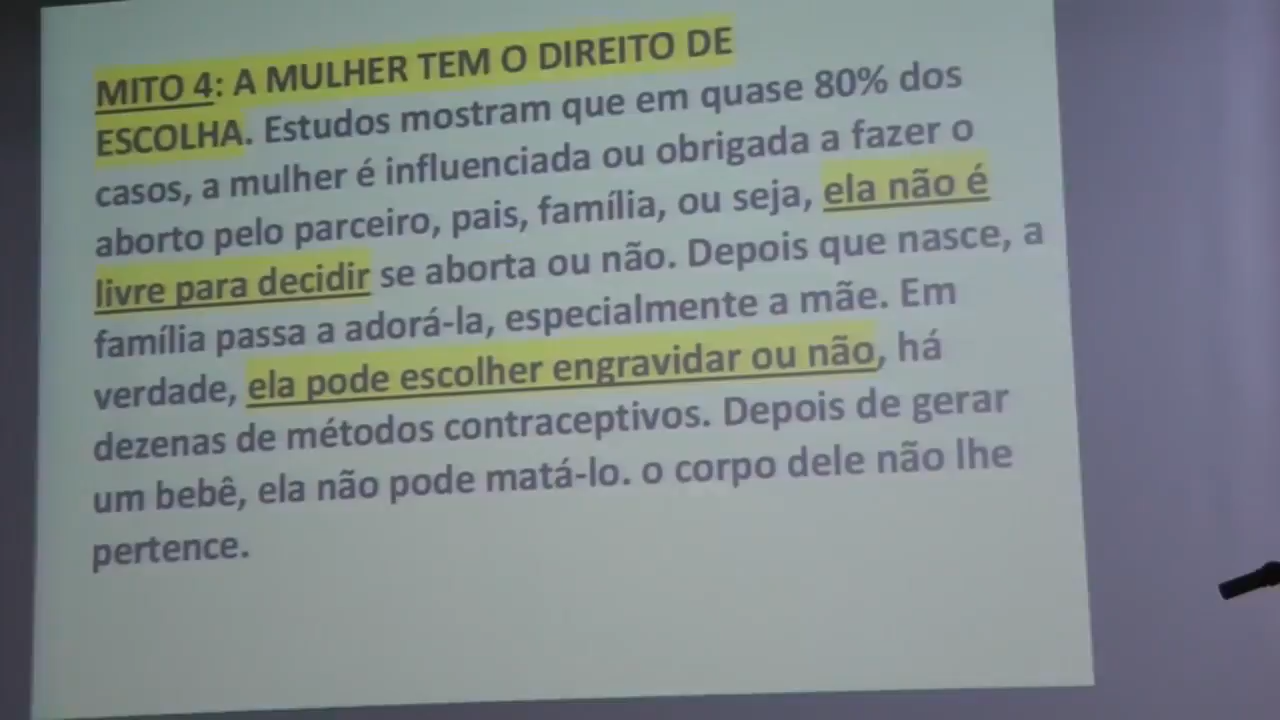 MITO 4: A MULHER TEM O DIREITO DE
ESCOLHA. Estudos mostram que em quase 80% dos
casos, a mulher é influenciada ou obrigada a fazer o
aborto pelo parceiro, pais, família, ou seja, ela não é
livre para decidir se aborta ou não. Depois que nasce, a
família passa a adorá-la, especialmente a mãe. Em
verdade, ela pode escolher engravidar ou não, há
dezenas de métodos contraceptivos. Depois de gerar
um bebê, ela não pode matá-lo. o corpo dele não lhe
pertence.